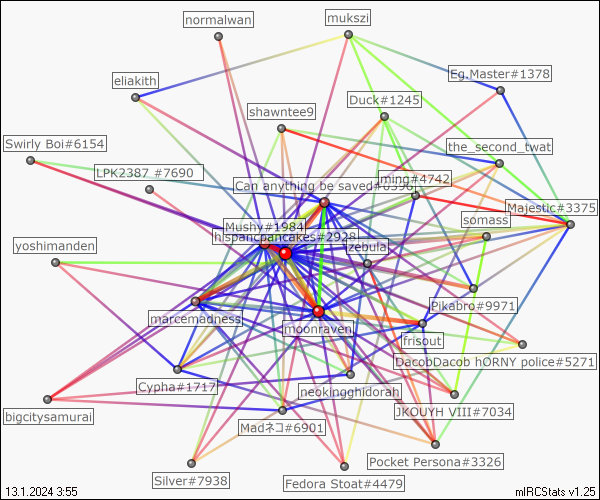 normalwan
mukszi
Eg.Master#1378
eliakith
Duck#1245
shawntee9
the_second_twat
Swirly Boi#6154
LPK2387_#7690
ming#4742
Can anything be saved#6396
Majestic#3375
Mushy#1984
somass
hispanicpancakes#2928
yoshimanden
zebula
Pikabro#9971
marcemadness
moonraven
frisout
DacobDacob hORNY police#5271
Cypha#1717
neokingghidorah
bigcitysamurai
JKOUYH VIII#7034
Madネコ#6901
Pocket Persona#3326
Silver#7938
Fedora Stoat#4479
13.1.2024 3:55
mIRCStats v1.25